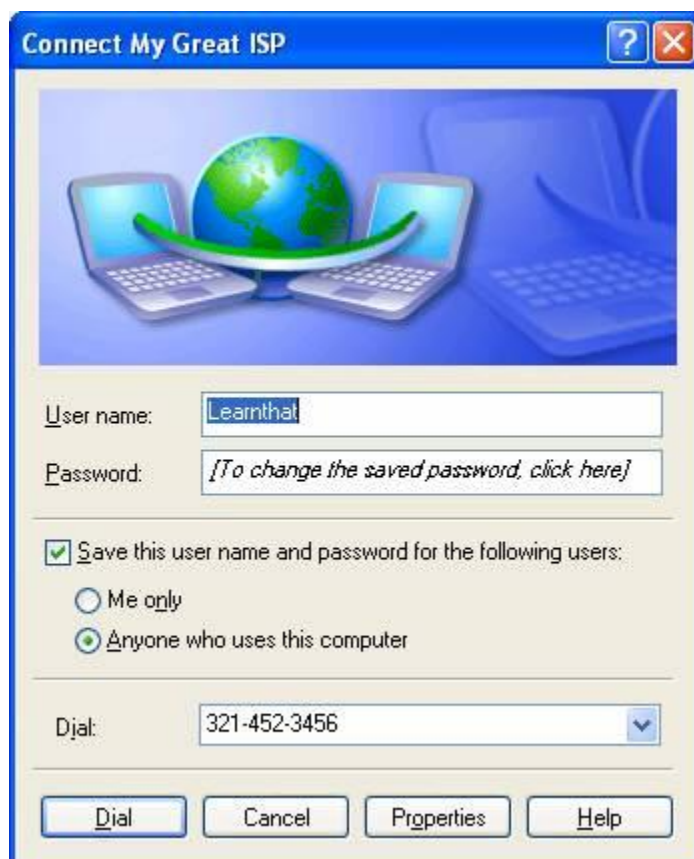 Connect My Great ISP
?
User name: Learnthat
Password: [To change the saved password, click here]
Save this user name and password for the following users:
Me only
Anyone who uses this computer
Dial: 321-452-3456
Dial Cancel Properties Help